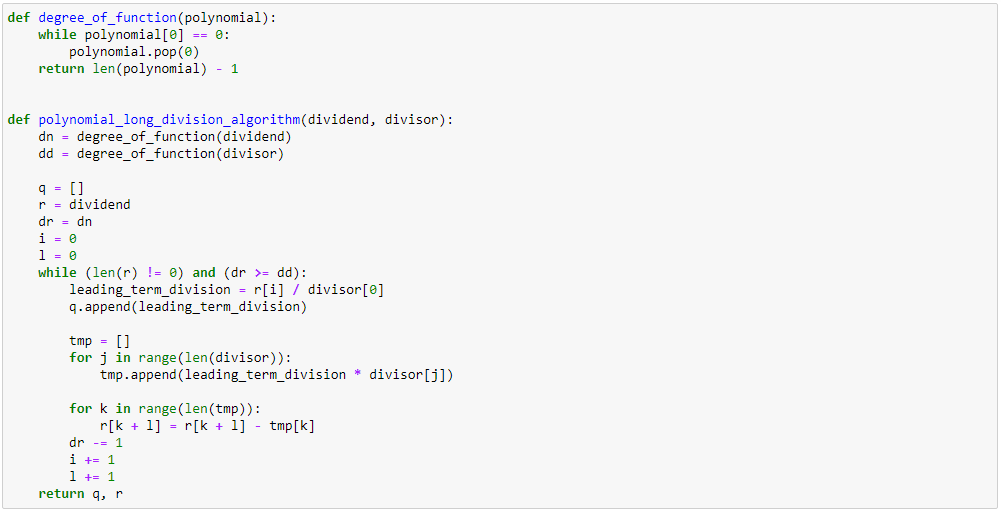 def degree_of_function(polynomial):
    while polynomial[0] == 0:
        polynomial.pop(0)
    return len(polynomial) - 1


def polynomial_long_division_algorithm(dividend, divisor):
    dn = degree_of_function(dividend)
    dd = degree_of_function(divisor)

    q = []
    r = dividend
    dr = dn
    i = 0
    l = 0
    while (len(r) != 0) and (dr >= dd):
        leading_term_division = r[i] / divisor[0]
        q.append(leading_term_division)

        tmp = []
        for j in range(len(divisor)):
            tmp.append(leading_term_division * divisor[j])

        for k in range(len(tmp)):
            r[k + l] = r[k + l] - tmp[k]
        dr -= 1
        i += 1
        l += 1
    return q, r